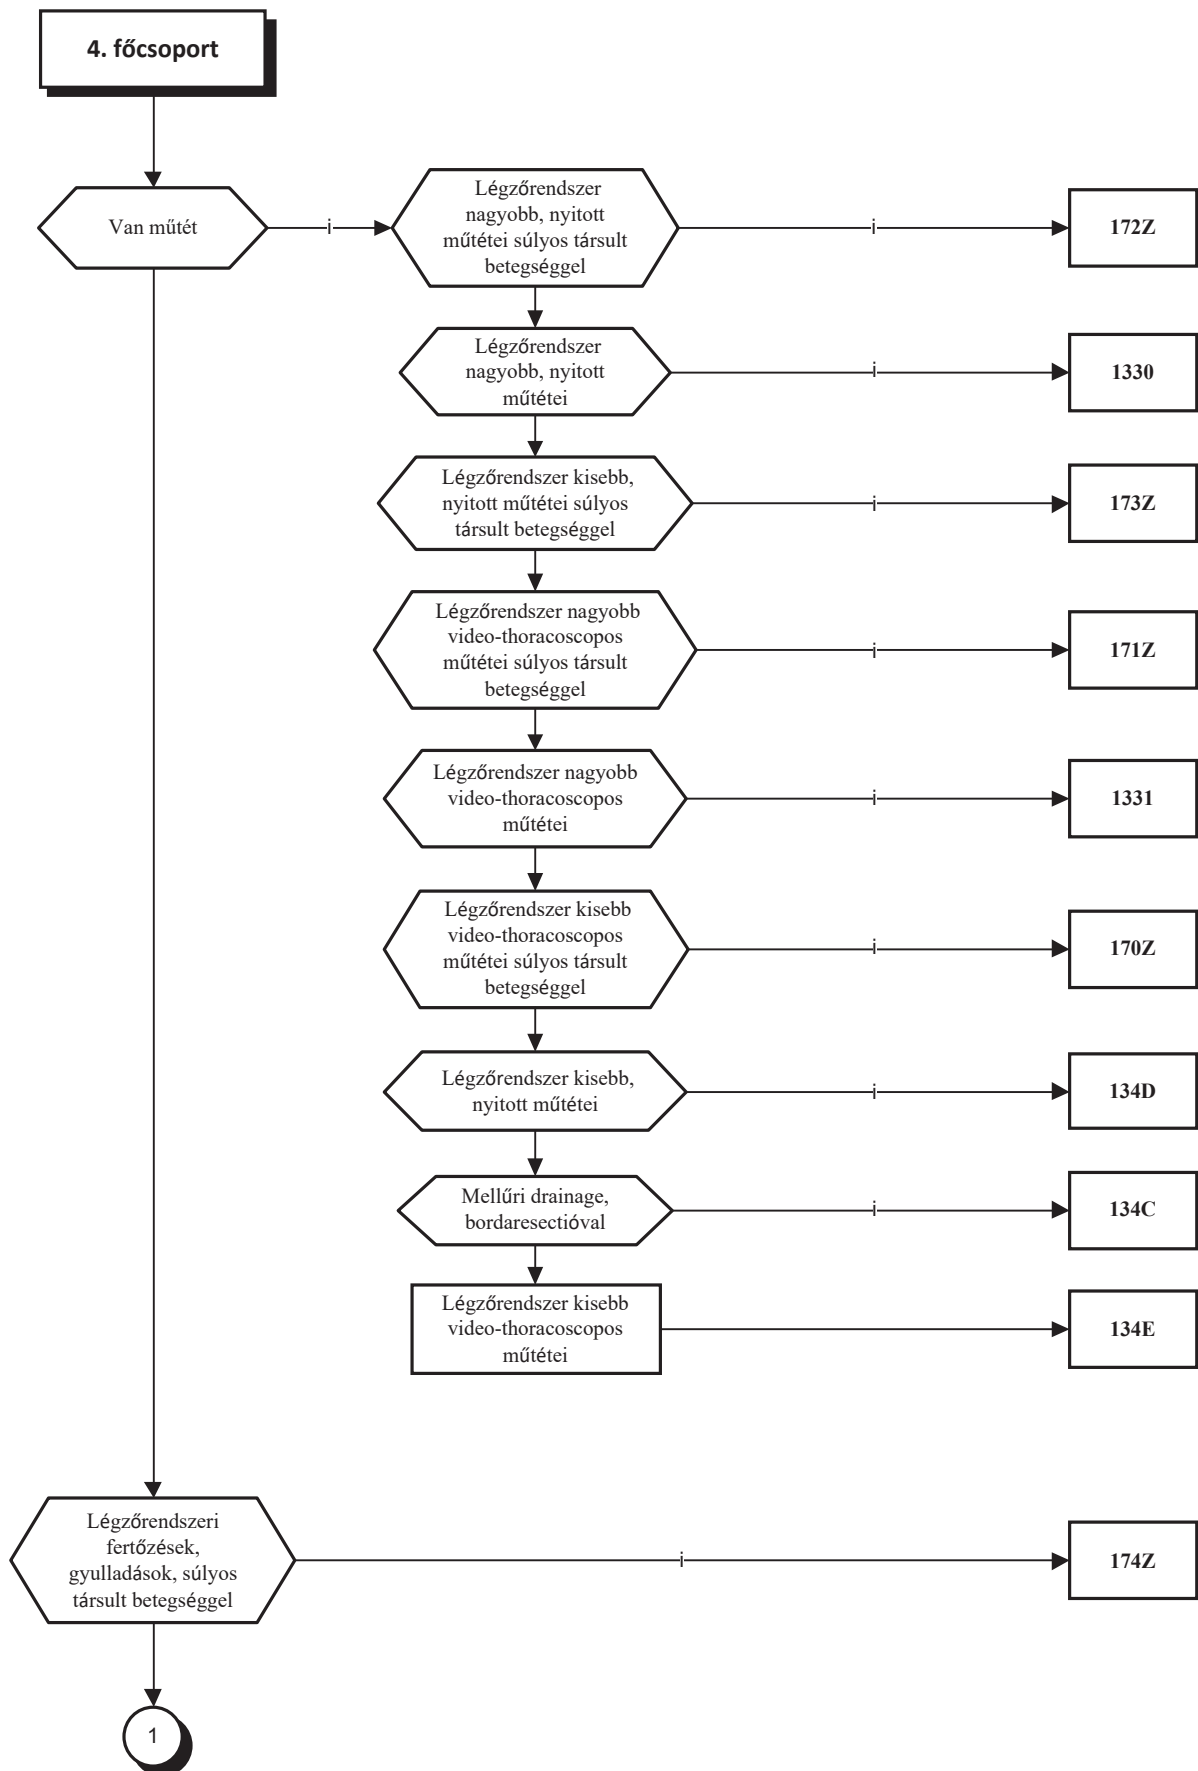 4. főcsoport
Van műtét
i
Légzőrendszer
nagyobb, nyitott
műtétei súlyos társult
betegséggel
i
172Z
Légzőrendszer
nagyobb, nyitott
műtétei
i
1330
Légzőrendszer kisebb,
nyitott műtétei súlyos
társult betegséggel
i
173Z
Légzőrendszer nagyobb
video-thoracoscopos
műtétei súlyos társult
betegséggel
i
171Z
Légzőrendszer nagyobb
video-thoracoscopos
műtétei
i
1331
Légzőrendszer kisebb
video-thoracoscopos
műtétei súlyos társult
betegséggel
i
170Z
Légzőrendszer kisebb,
nyitott műtétei
i
134D
Mellűri drainage,
bordaresectióval
i
134C
Légzőrendszer kisebb
video-thoracoscopos
műtétei
134E
Légzőrendszeri
fertőzések,
gyulladások, súlyos
társult betegséggel
i
174Z
1